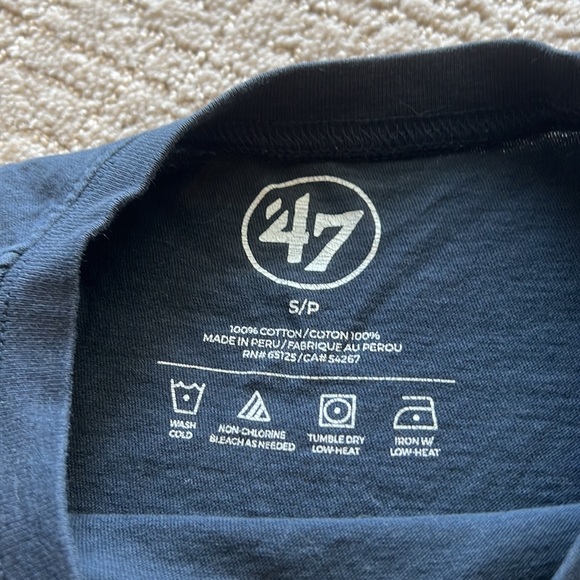 '47
S/P
100% COTTON/COTON 100%
MADE IN PERU/FABRIQUE AU PEROU
RN# 65125/CA# 54267
WASH
COLD
NON-CHLORINE
BLEACH AS NEEDED
TUMBLE DRY
LOW-HEAT
IRON W/
LOW-HEAT